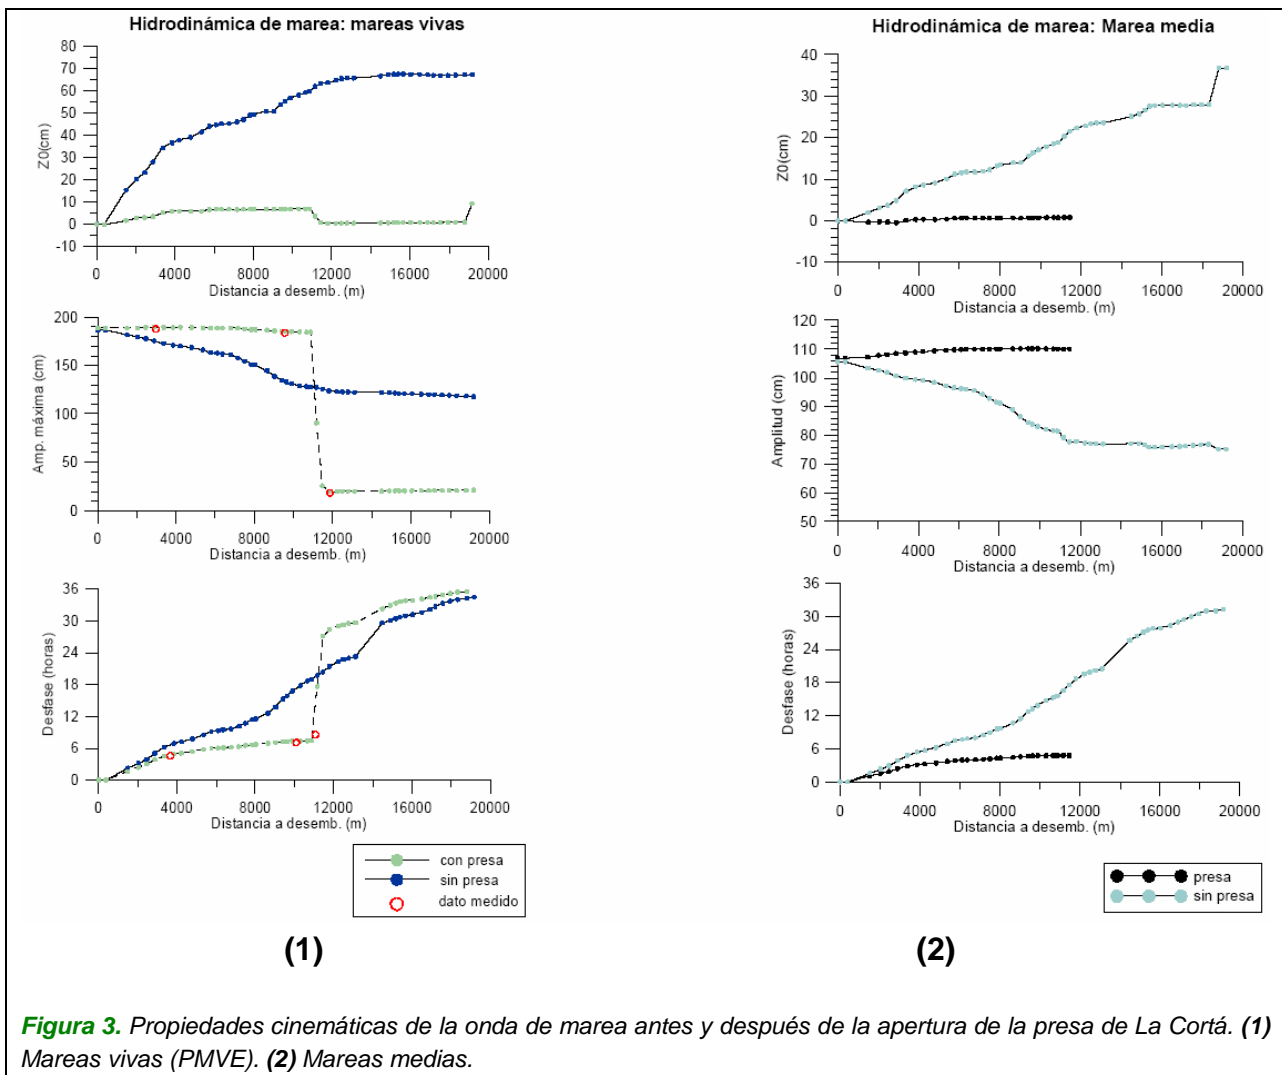 Hidrodinámica de marea: mareas vivas
80
70
60
50
40
30
20
10
0
-10
Z0(cm)
0 4000 8000 12000 16000 20000
Distancia a desemb. (m)
200
150
100
50
0
Amp. máxima (cm)
0 4000 8000 12000 16000 20000
Distancia a desemb. (m)
36
30
24
18
12
6
0
Desfase (horas)
0 4000 8000 12000 16000 20000
Distancia a desemb. (m)
con presa
sin presa
dato medido
(1)
Hidrodinámica de marea: Marea media
40
30
20
10
0
-10
Z0(cm)
0 4000 8000 12000 16000 20000
Distancia a desemb. (m)
120
110
100
90
80
70
60
50
Amplitud (cm)
0 4000 8000 12000 16000 20000
Distancia a desemb. (m)
36
30
24
18
12
6
0
Desfase (horas)
0 4000 8000 12000 16000 20000
Distancia a desemb. (m)
presa
sin presa
(2)
Figura 3. Propiedades cinemáticas de la onda de marea antes y después de la apertura de la presa de La Cortá. (1)
Mareas vivas (PMVE). (2) Mareas medias.